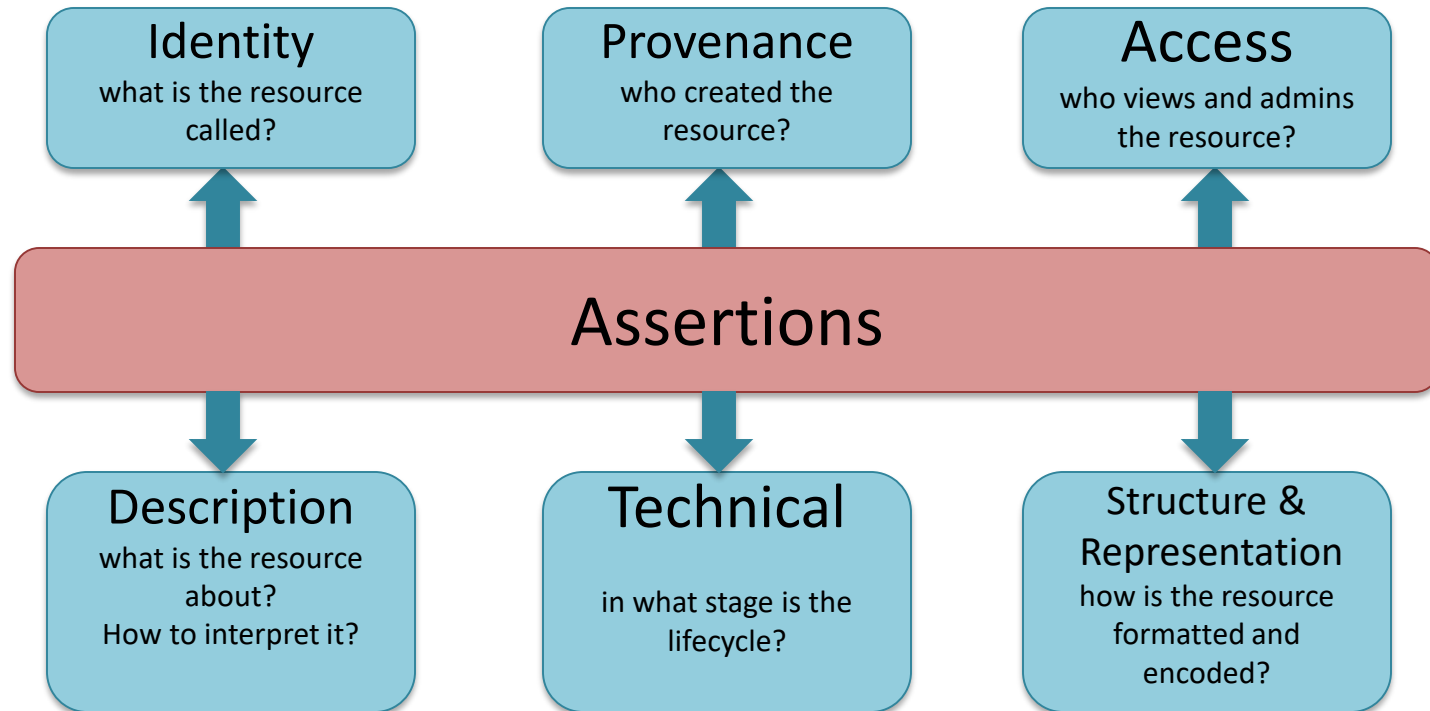 Identity
what is the resource
called?
Provenance
who created the
resource?
Access
who views and admins
the resource?
Assertions
Description
what is the resource
about?
How to interpret it?
Technical
in what stage is the
lifecycle?
Structure &
Representation
how is the resource
formatted and
encoded?